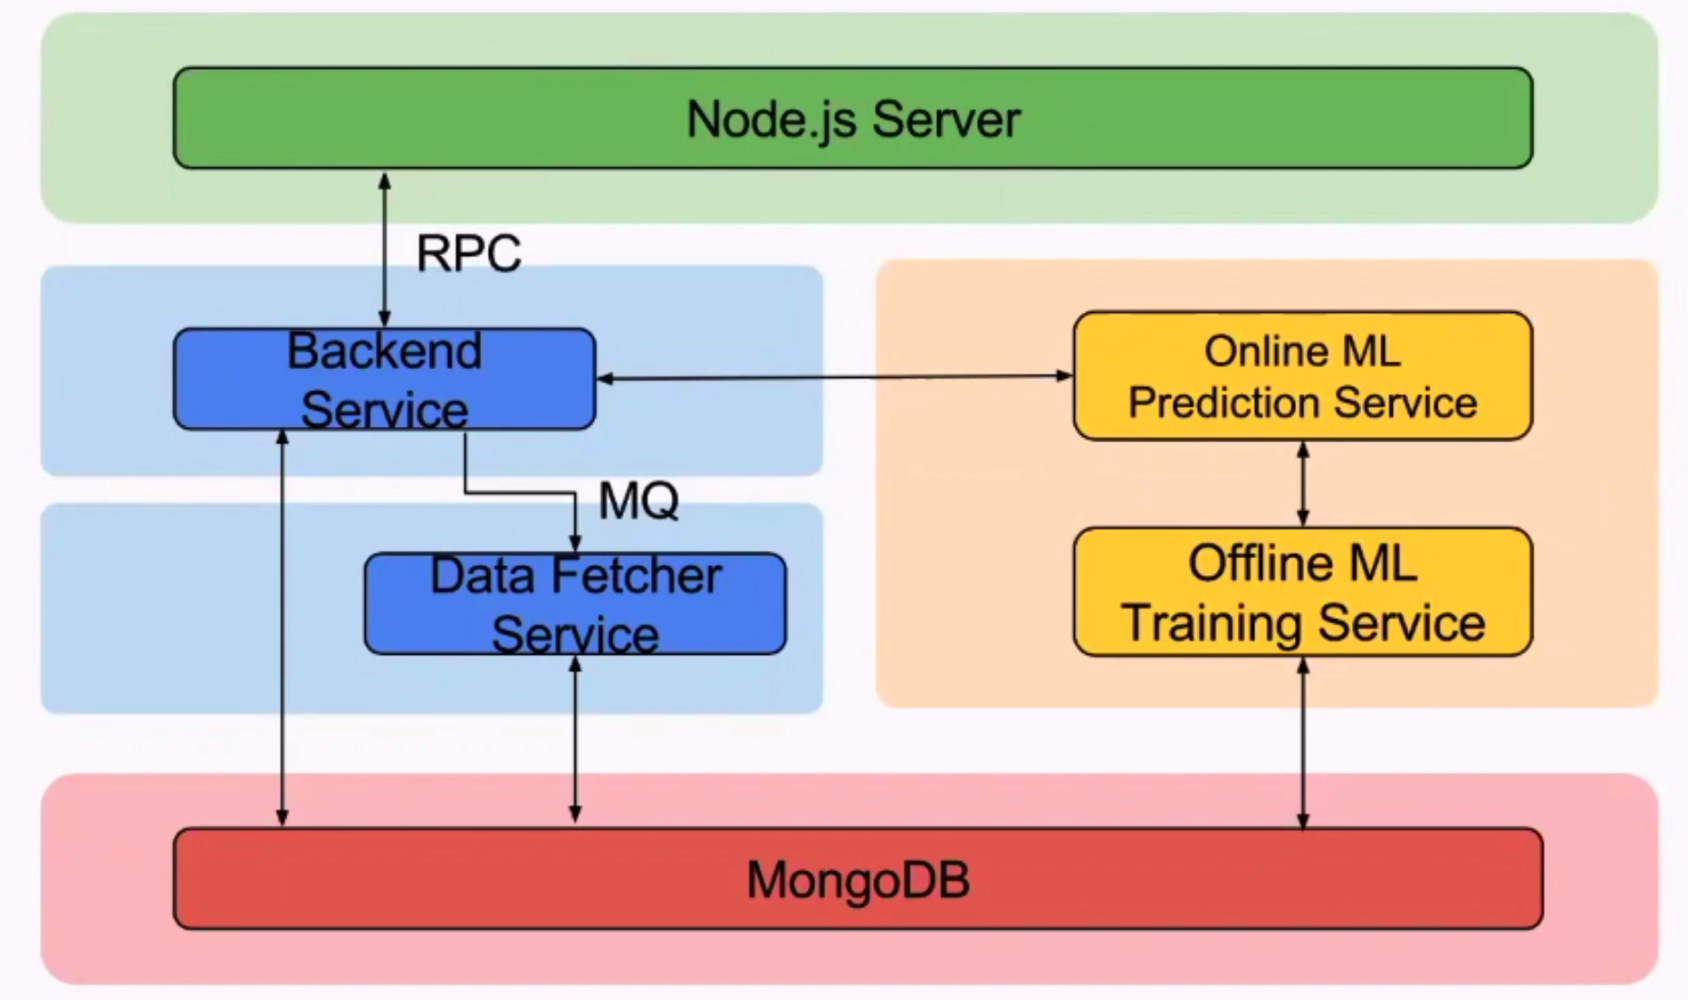 Node.js Server
RPC
Backend
Service
Online ML
Prediction Service
MQ
Data Fetcher
Service
Offline ML
Training Service
MongoDB